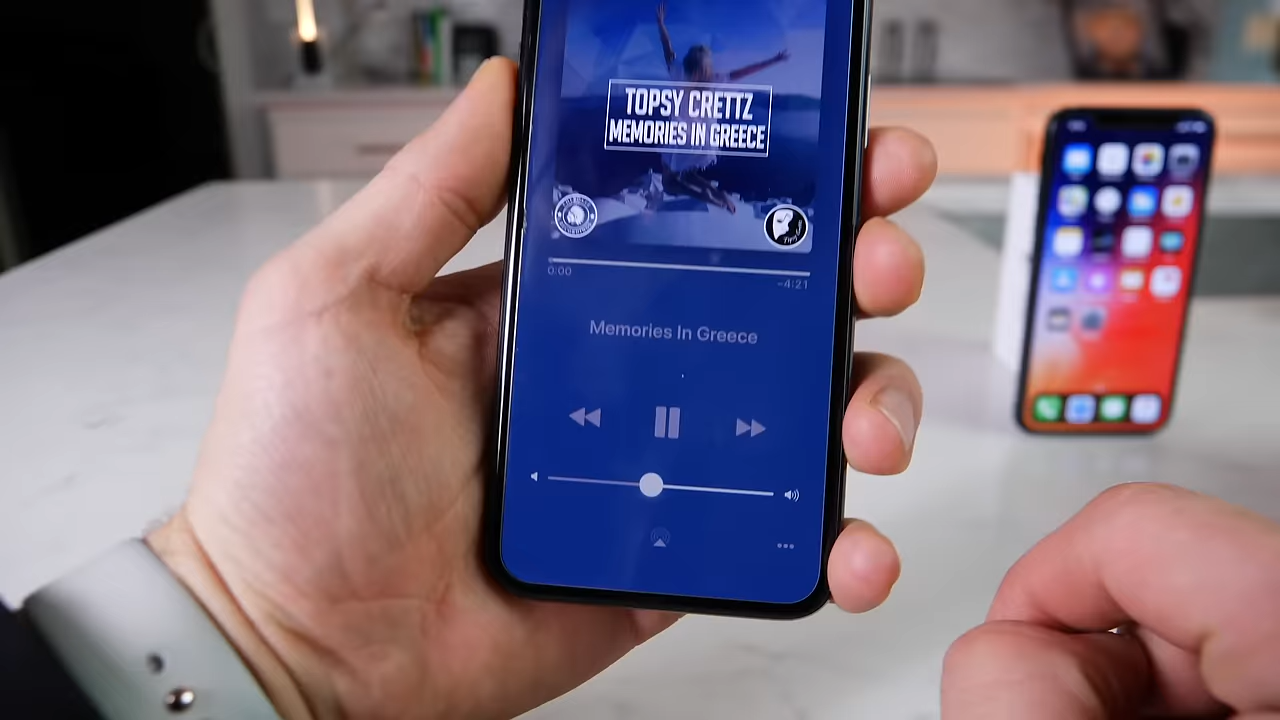 TOPSY CRETTZ
MEMORIES IN GREECE
0:00
-4:21
Memories In Greece